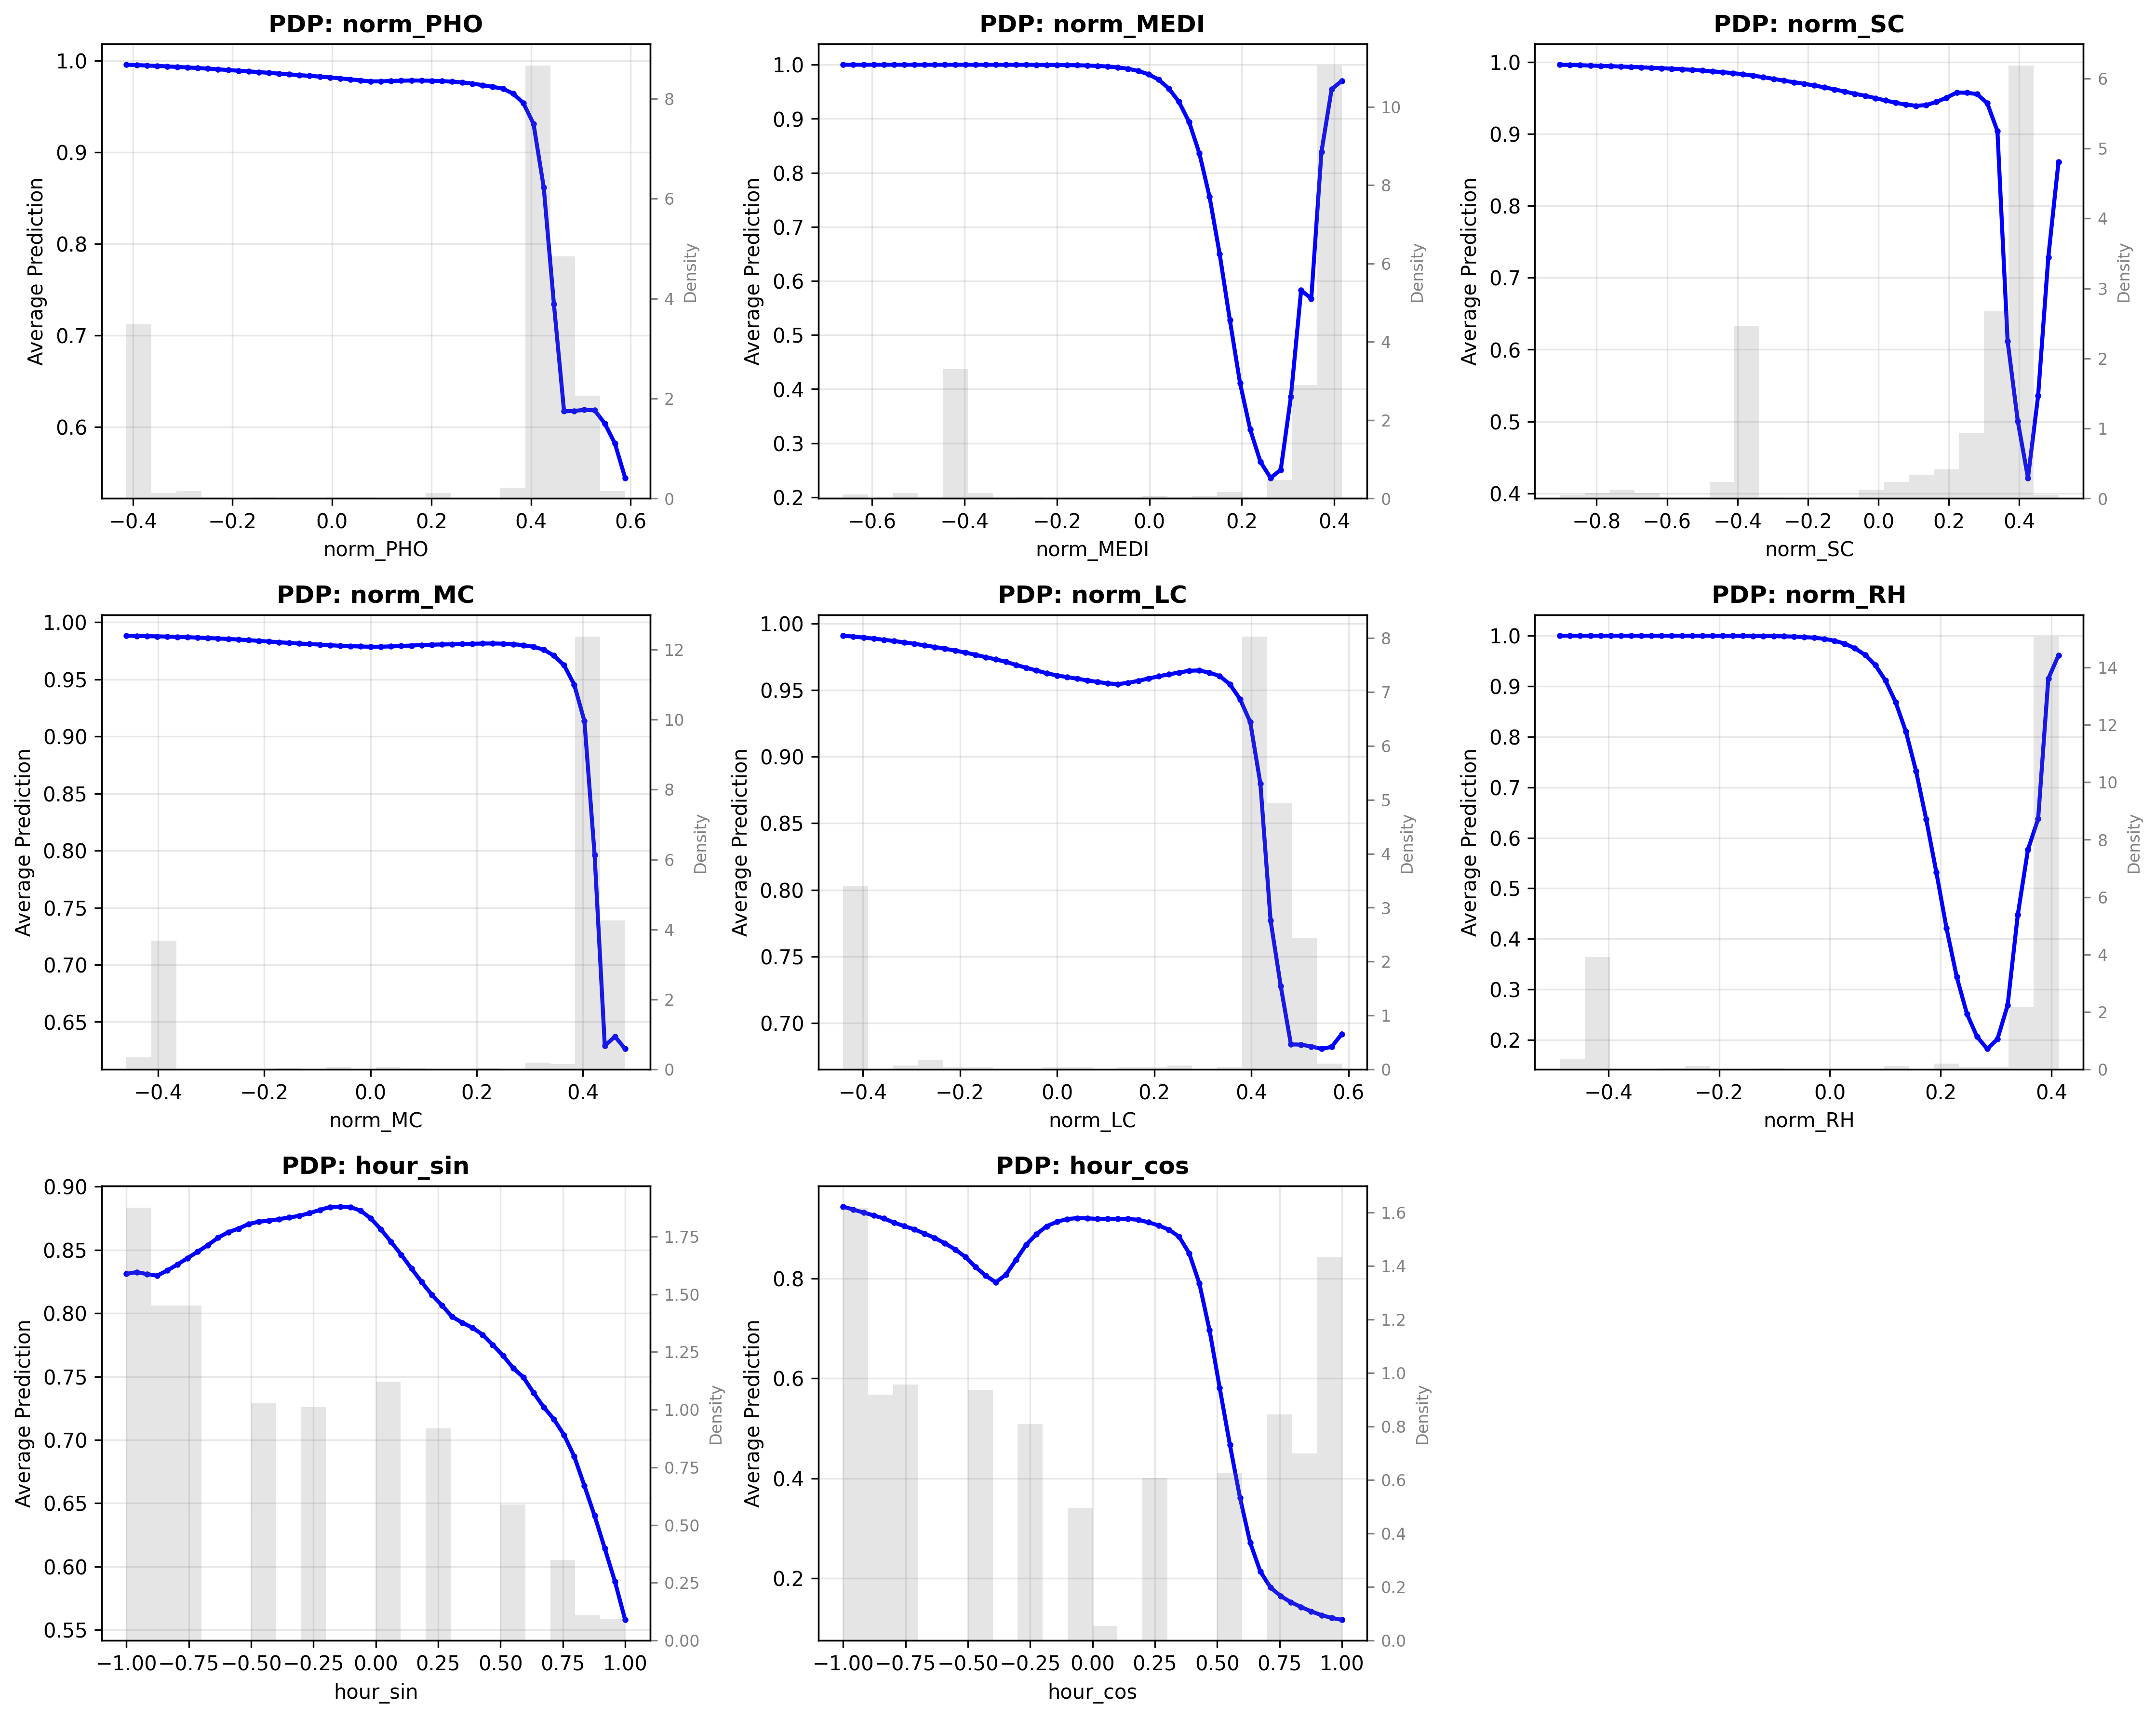 PDP: norm_PHO
1.0
0.9
0.8
0.7
0.6
Average Prediction
8
6
4
2
0
Density
−0.4 −0.2 0.0 0.2 0.4 0.6
norm_PHO
PDP: norm_MEDI
1.0
0.9
0.8
0.7
0.6
0.5
0.4
0.3
0.2
Average Prediction
10
8
6
4
2
0
Density
−0.6 −0.4 −0.2 0.0 0.2 0.4
norm_MEDI
PDP: norm_SC
1.0
0.9
0.8
0.7
0.6
0.5
0.4
Average Prediction
6
5
4
3
2
1
0
Density
−0.8 −0.6 −0.4 −0.2 0.0 0.2 0.4
norm_SC
PDP: norm_MC
1.00
0.95
0.90
0.85
0.80
0.75
0.70
0.65
Average Prediction
12
10
8
6
4
2
0
Density
−0.4 −0.2 0.0 0.2 0.4
norm_MC
PDP: norm_LC
1.00
0.95
0.90
0.85
0.80
0.75
0.70
Average Prediction
8
7
6
5
4
3
2
1
0
Density
−0.4 −0.2 0.0 0.2 0.4 0.6
norm_LC
PDP: norm_RH
1.0
0.9
0.8
0.7
0.6
0.5
0.4
0.3
0.2
Average Prediction
14
12
10
8
6
4
2
0
Density
−0.4 −0.2 0.0 0.2 0.4
norm_RH
PDP: hour_sin
0.90
0.85
0.80
0.75
0.70
0.65
0.60
0.55
Average Prediction
1.75
1.50
1.25
1.00
0.75
0.50
0.25
0.00
Density
−1.00 −0.75 −0.50 −0.25 0.00 0.25 0.50 0.75 1.00
hour_sin
PDP: hour_cos
0.8
0.6
0.4
0.2
Average Prediction
1.6
1.4
1.2
1.0
0.8
0.6
0.4
0.2
0.0
Density
−1.00 −0.75 −0.50 −0.25 0.00 0.25 0.50 0.75 1.00
hour_cos